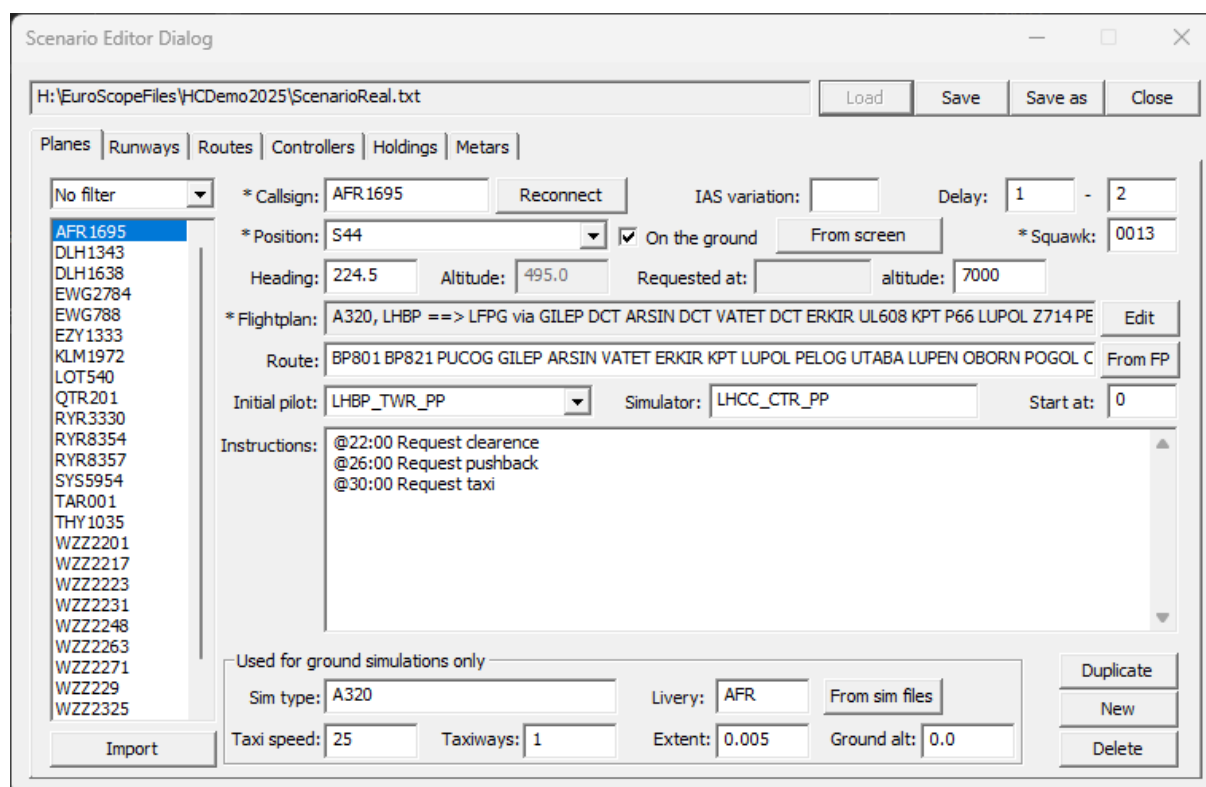 Scenario Editor Dialog
H:\EuroScopeFiles\HCDemo2025\ScenarioReal.txt
Load Save Save as Close
Planes Runways Routes Controllers Holdings Metars
No filter * Callsign: AFR1695 Reconnect IAS variation: Delay: 1 - 2
* Position: S44 On the ground From screen * Squawk: 0013
Heading: 224.5 Altitude: 495.0 Requested at: altitude: 7000
* Flightplan: A320, LHBP ==> LFPG via GILEP DCT ARSIN DCT VATET DCT ERKIR UL608 KPT P66 LUPOL Z714 PE Edit
Route: BP801 BP821 PUCOG GILEP ARSIN VATET ERKIR KPT LUPOL PELOG UTABA LUPEN OBORN POGOL C From FP
Initial pilot: LHBP_TWR_PP Simulator: LHCC_CTR_PP Start at: 0
Instructions: @22:00 Request clearence
@26:00 Request pushback
@30:00 Request taxi
AFR1695
DLH1343
DLH1638
EWG2784
EWG788
EZY1333
KLM1972
LOT540
QTR201
RYR3330
RYR8354
RYR8357
SYS5954
TAR001
THY1035
WZZ2201
WZZ2217
WZZ2223
WZZ2231
WZZ2248
WZZ2263
WZZ2271
WZZ229
WZZ2325
Import
Used for ground simulations only
Sim type: A320 Livery: AFR From sim files
Taxi speed: 25 Taxiways: 1 Extent: 0.005 Ground alt: 0.0
Duplicate
New
Delete